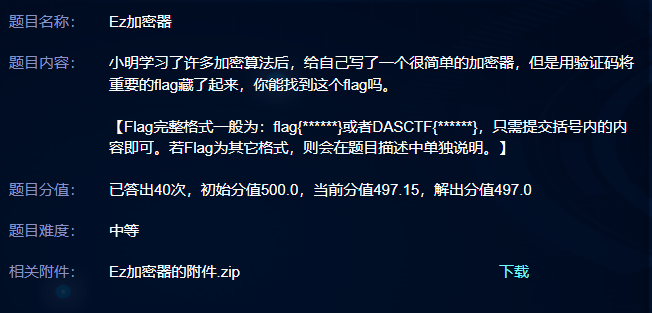 题目名称： Ez加密器
题目内容： 小明学习了许多加密算法后，给自己写了一个很简单的加密器，但是用验证码将
重要的flag藏了起来，你能找到这个flag吗。
【Flag完整格式一般为：flag{******}或者DASCTF{******}，只需提交括号内的内
容即可。若Flag为其它格式，则会在题目描述中单独说明。】
题目分值： 已答出40次，初始分值500.0，当前分值497.15，解出分值497.0
题目难度： 中等
相关附件： Ez加密器的附件.zip 下载